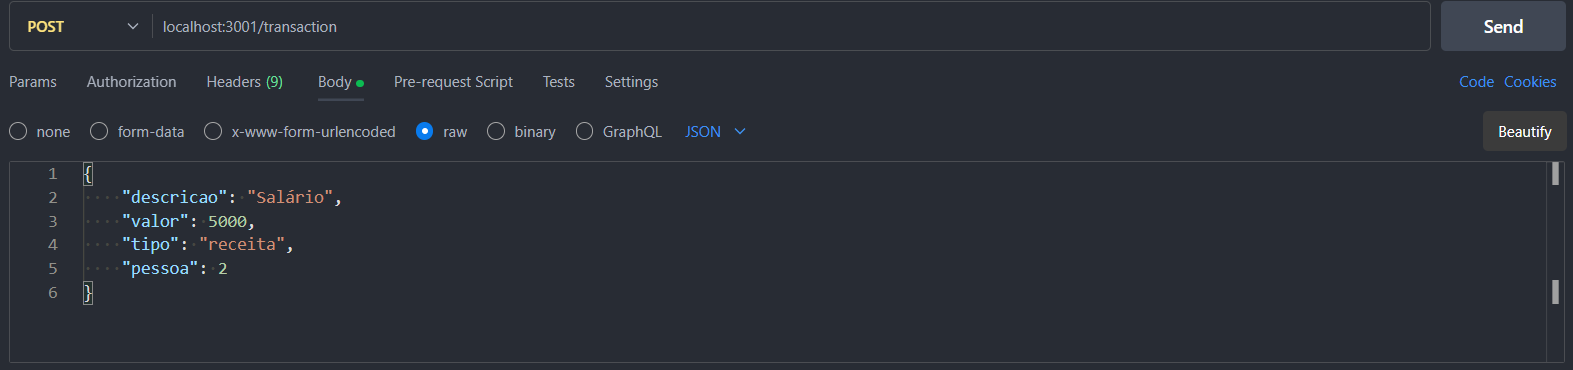 POST localhost:3001/transaction Send
Params Authorization Headers (9) Body Pre-request Script Tests Settings Code Cookies
none form-data x-www-form-urlencoded raw binary GraphQL JSON Beautify
1 {
2 "descricao": "Salário",
3 "valor": 5000,
4 "tipo": "receita",
5 "pessoa": 2
6 }